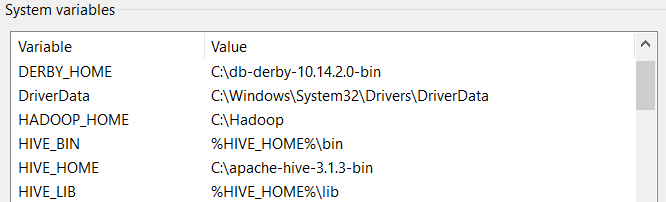 System variables
Variable Value
DERBY_HOME C:\db-derby-10.14.2.0-bin
DriverData C:\Windows\System32\Drivers\DriverData
HADOOP_HOME C:\Hadoop
HIVE_BIN %HIVE_HOME%\bin
HIVE_HOME C:\apache-hive-3.1.3-bin
HIVE_LIB %HIVE_HOME%\lib